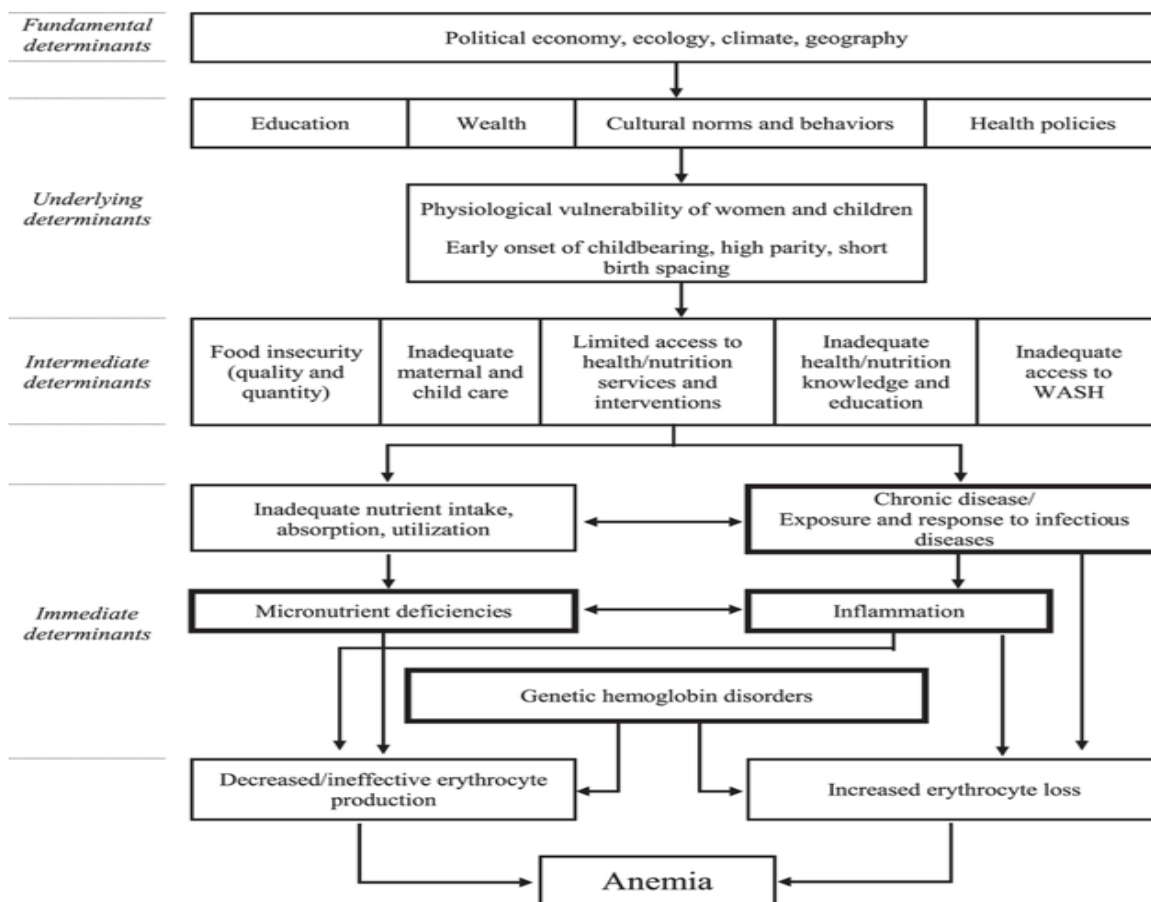 Fundamental
determinants
Political economy, ecology, climate, geography
Education
Wealth
Cultural norms and behaviors
Health policies
Underlying
determinants
Physiological vulnerability of women and children
Early onset of childbearing, high parity, short
birth spacing
Intermediate
determinants
Food insecurity
(quality and
quantity)
Inadequate
maternal and
child care
Limited access to
health/nutrition
services and
interventions
Inadequate
health/nutrition
knowledge and
education
Inadequate
access to
WASH
Immediate
determinants
Inadequate nutrient intake,
absorption, utilization
Chronic disease/
Exposure and response to infectious
diseases
Micronutrient deficiencies
Inflammation
Genetic hemoglobin disorders
Decreased/ineffective erythrocyte
production
Increased erythrocyte loss
Anemia